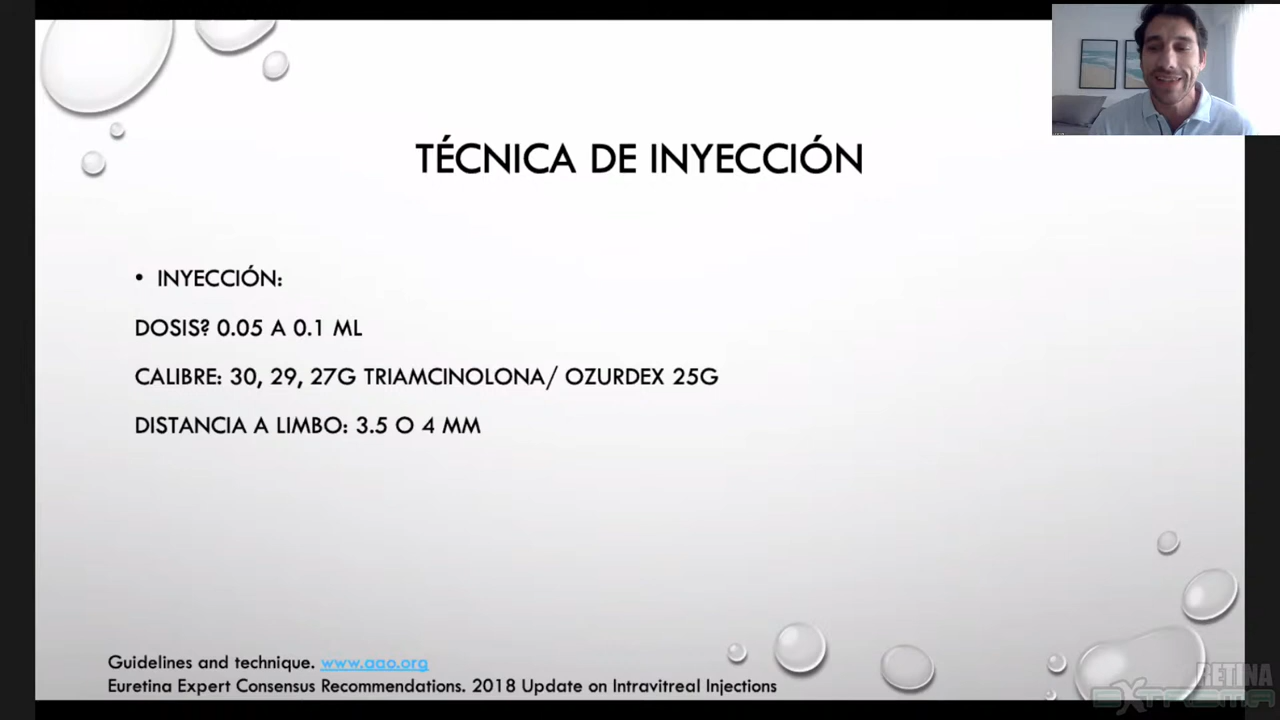 TÉCNICA DE INYECCIÓN
• INYECCIÓN:
DOSIS? 0.05 A 0.1 ML
CALIBRE: 30, 29, 27G TRIAMCINOLONA/ OZURDEX 25G
DISTANCIA A LIMBO: 3.5 O 4 MM
Guidelines and technique. www.aao.org
Euretina Expert Consensus Recommendations. 2018 Update on Intravitreal Injections
RETINA
EXTREMA